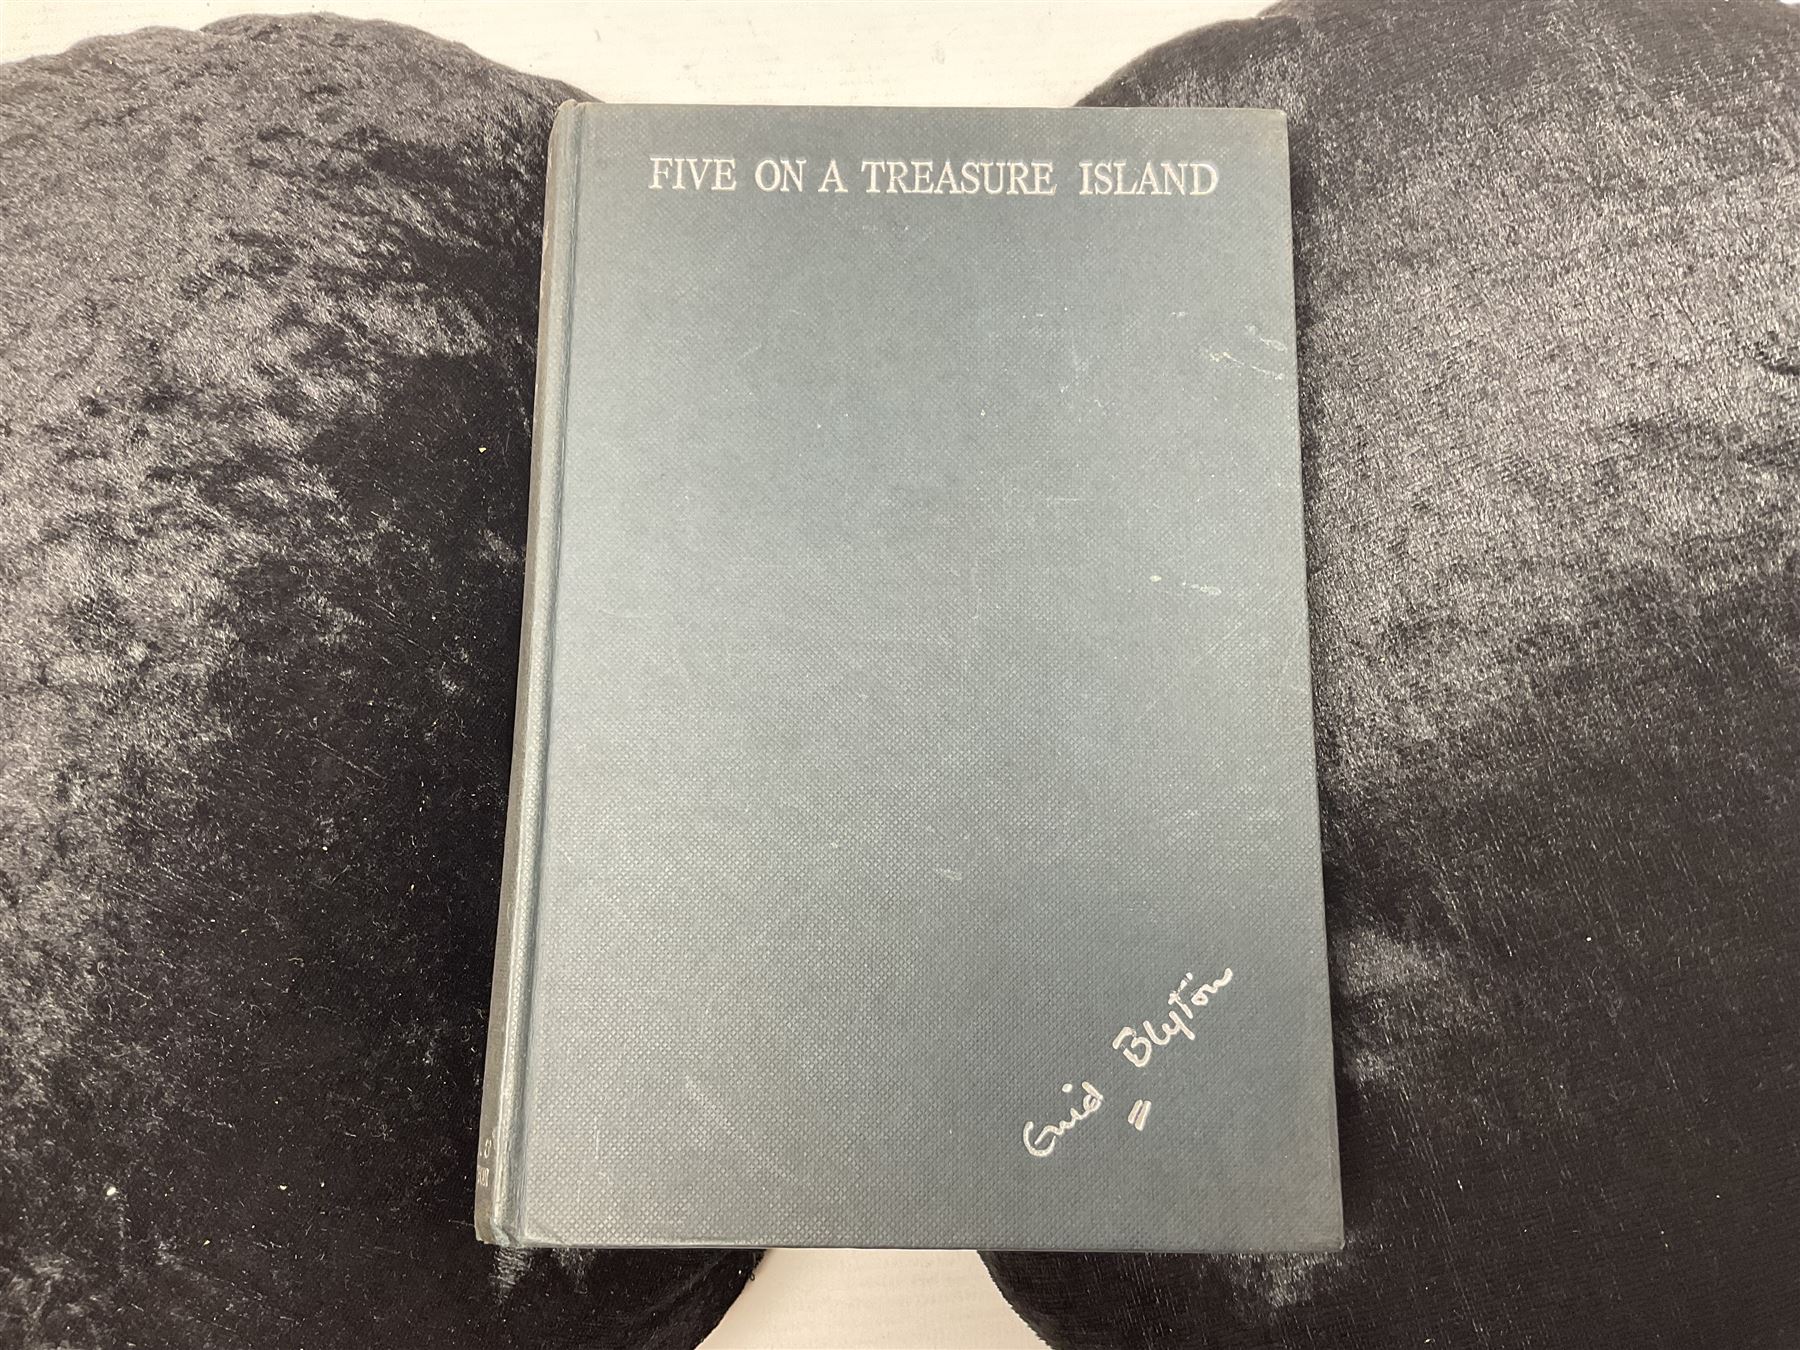 FIVE ON A TREASURE ISLAND
Enid Blyton